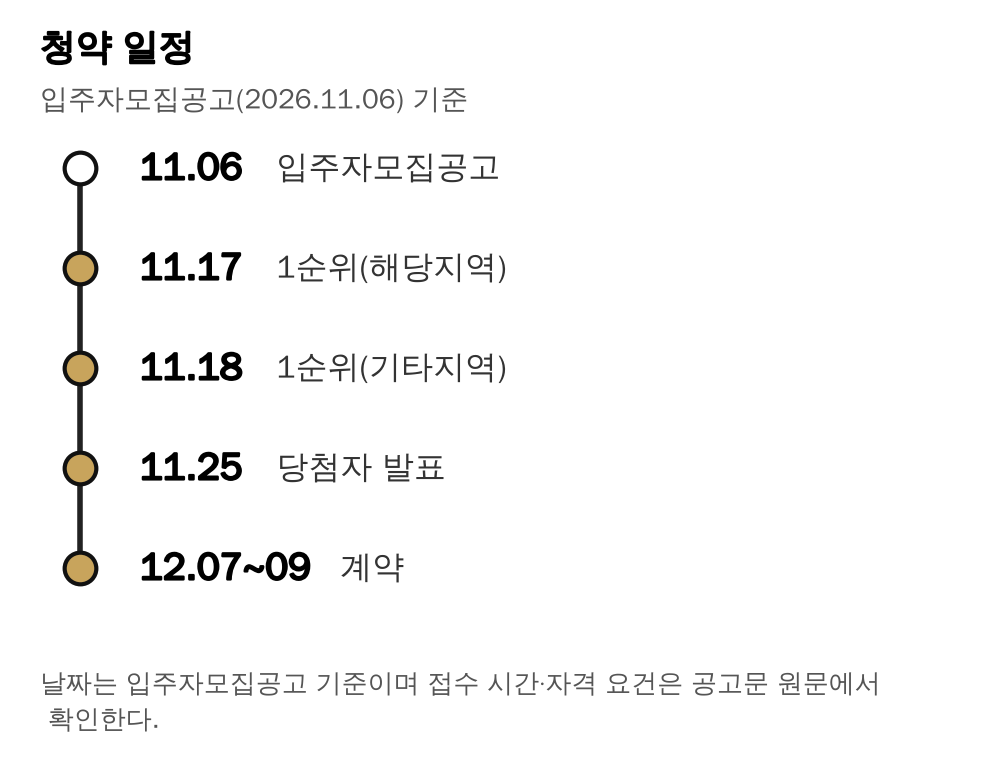 청약 일정
입주자모집공고(2026.11.06) 기준
11.06 입주자모집공고
11.17 1순위(해당지역)
11.18 1순위(기타지역)
11.25 당첨자 발표
12.07~09 계약
날짜는 입주자모집공고 기준이며 접수 시간·자격 요건은 공고문 원문에서
확인한다.